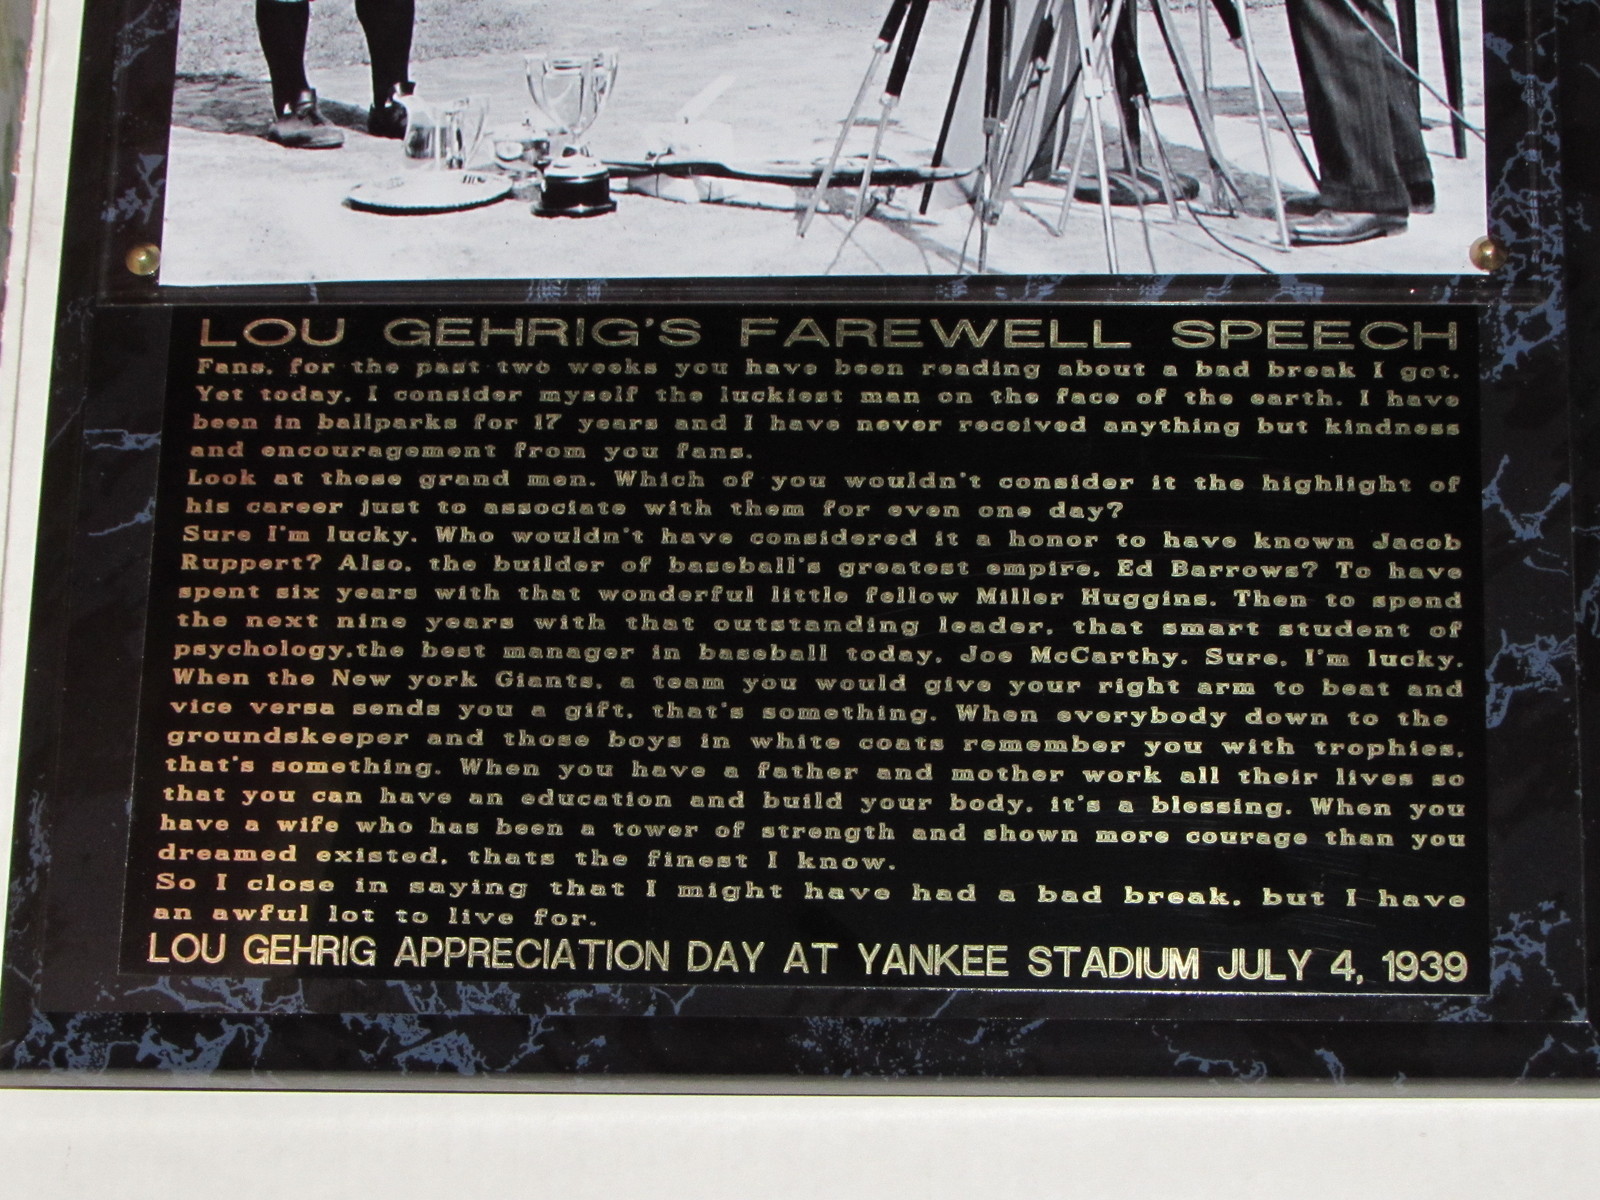 LOU GEHRIG'S FAREWELL SPEECH
Fans, for the past two weeks you have been reading about a bad break I got.
Yet today, I consider myself the luckiest man on the face of the earth. I have
been in ballparks for 17 years and I have never received anything but kindness
and encouragement from you fans.
Look at these grand men. Which of you wouldn't consider it the highlight of
his career just to associate with them for even one day?
Sure I'm lucky. Who wouldn't have considered it a honor to have known Jacob
Ruppert? Also, the builder of baseball's greatest empire, Ed Barrows? To have
spent six years with that wonderful little fellow Miller Huggins. Then to spend
the next nine years with that outstanding leader, that smart student of
psychology,the best manager in baseball today, Joe McCarthy. Sure, I'm lucky.
When the New york Giants, a team you would give your right arm to beat and
vice versa sends you a gift, that's something. When everybody down to the
groundskeeper and those boys in white coats remember you with trophies,
that's something. When you have a father and mother work all their lives so
that you can have an education and build your body, it's a blessing. When you
have a wife who has been a tower of strength and shown more courage than you
dreamed existed, thats the finest I know.
So I close in saying that I might have had a bad break, but I have
an awful lot to live for.
LOU GEHRIG APPRECIATION DAY AT YANKEE STADIUM JULY 4, 1939